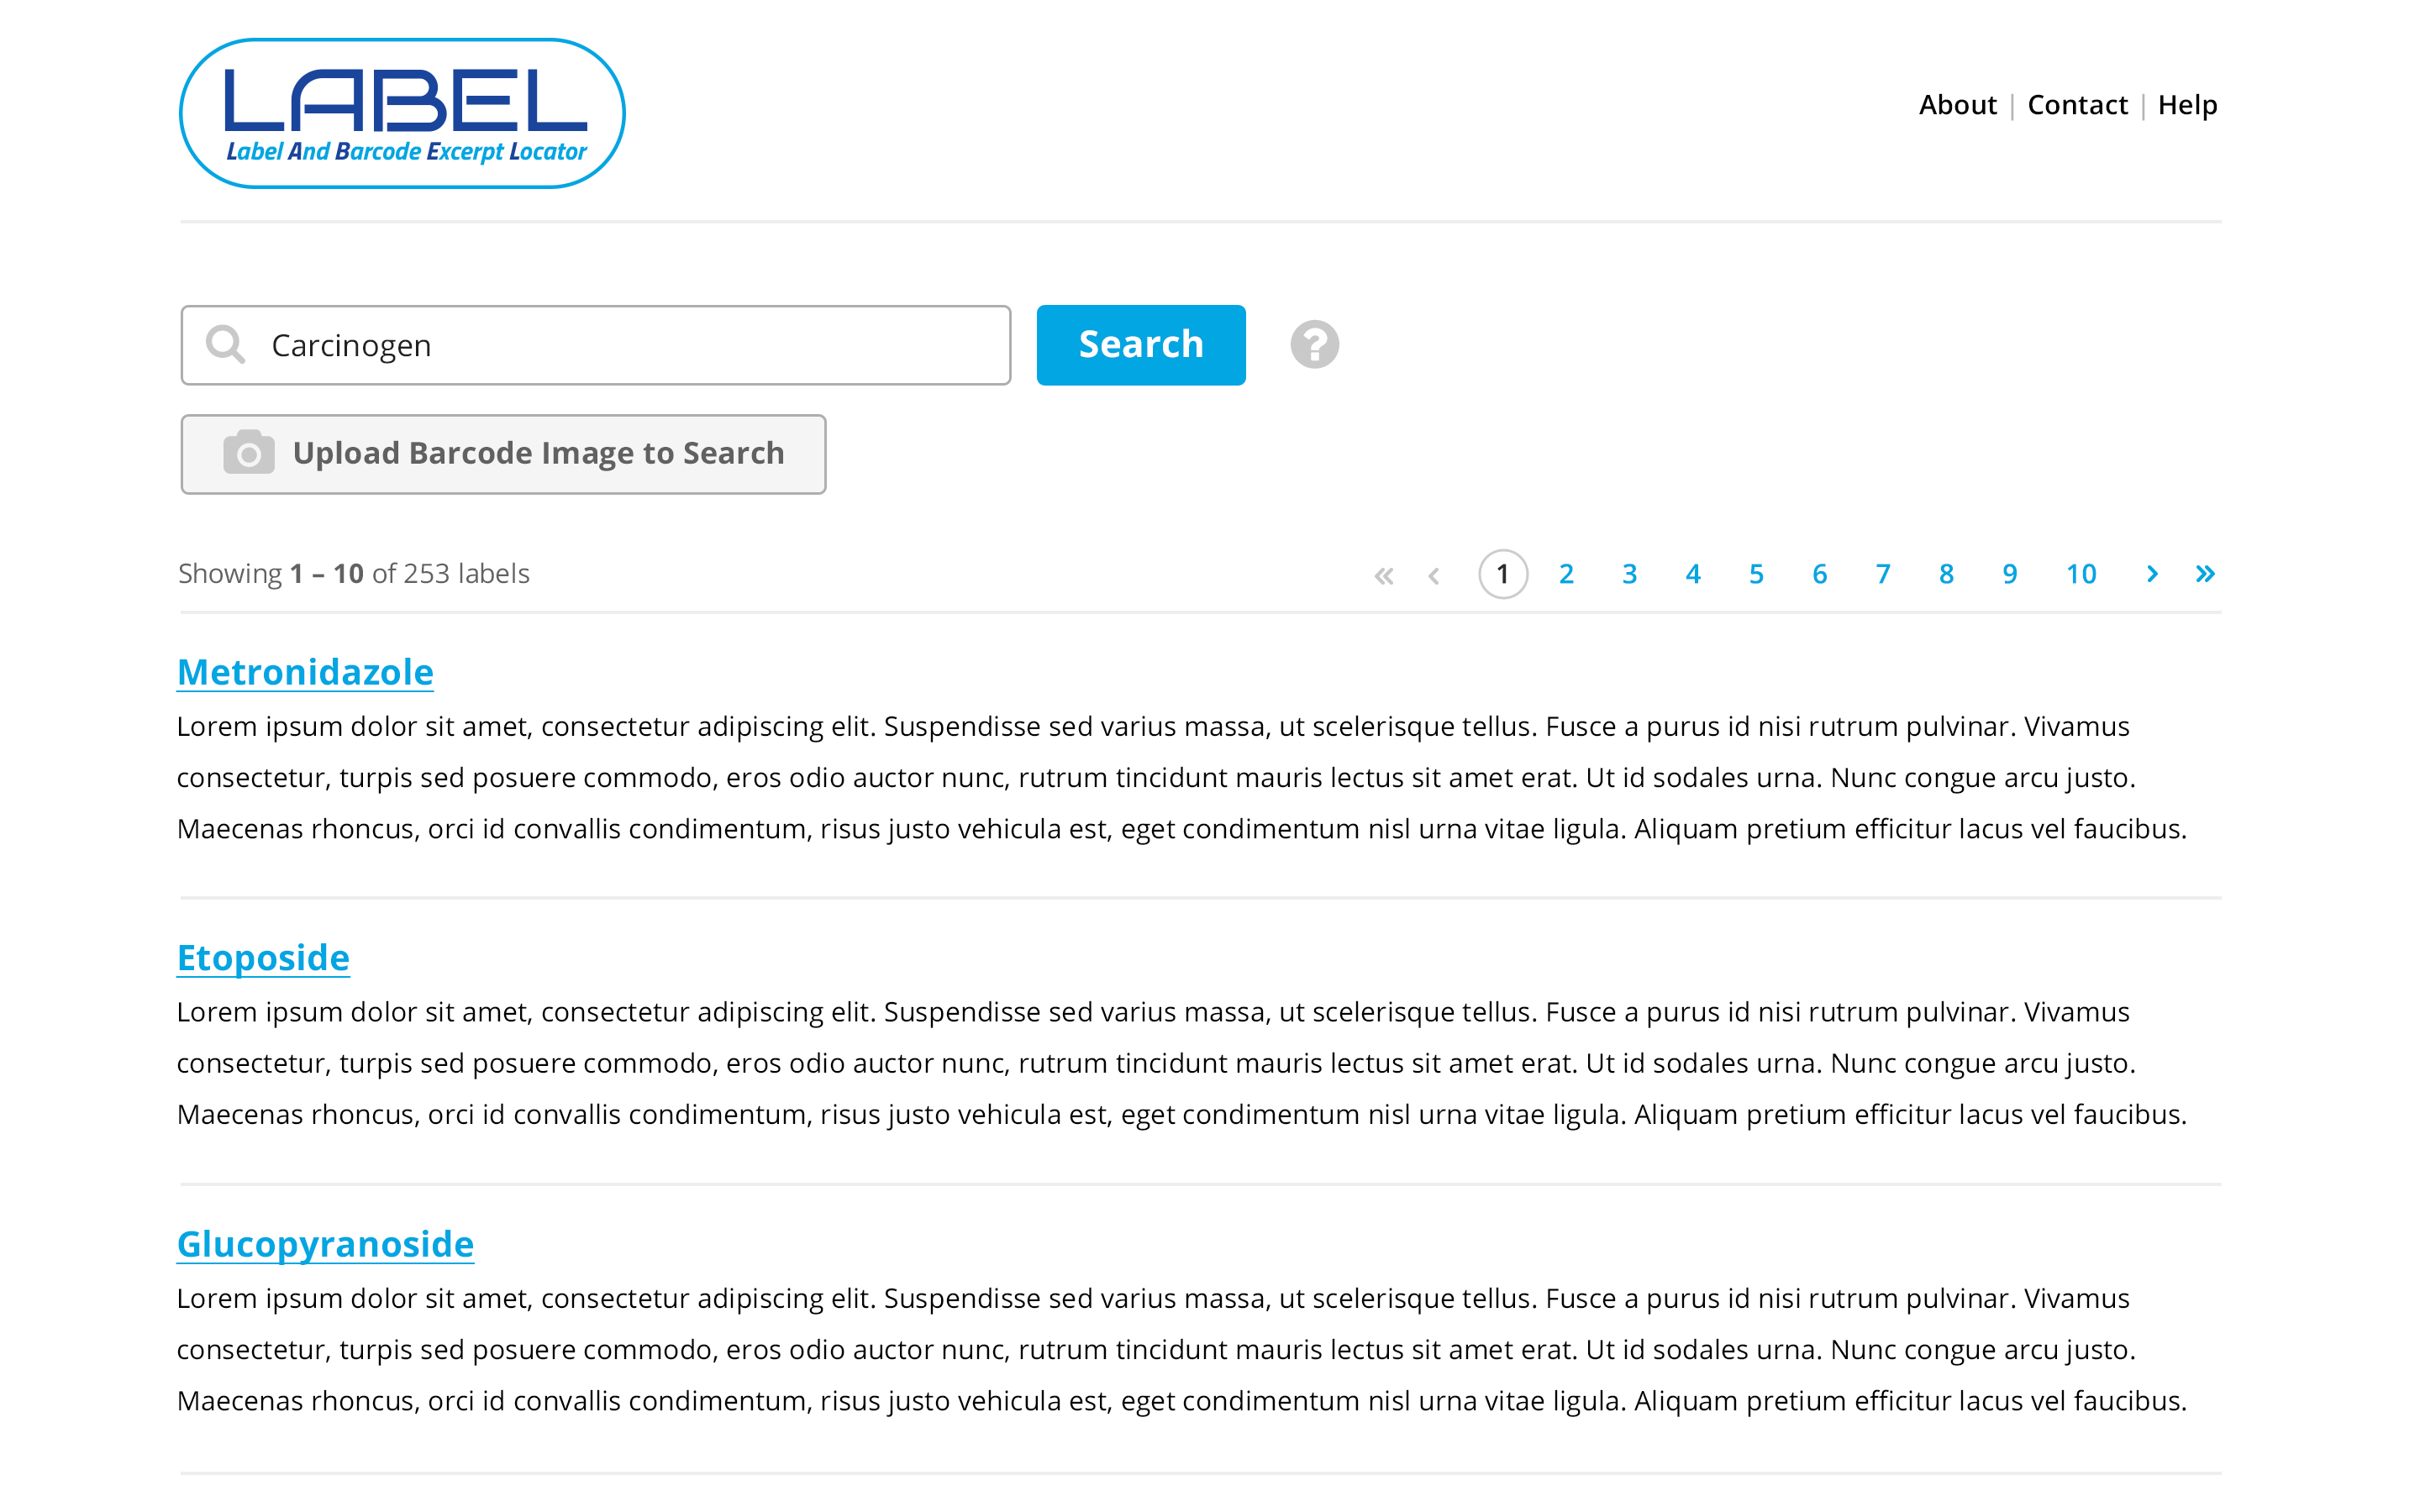 LABEL
Label And Barcode Excerpt Locator
About | Contact | Help
Carcinogen
Search
?
Upload Barcode Image to Search
Showing 1 – 10 of 253 labels
« ‹ 1 2 3 4 5 6 7 8 9 10 › »
Metronidazole
Lorem ipsum dolor sit amet, consectetur adipiscing elit. Suspendisse sed varius massa, ut scelerisque tellus. Fusce a purus id nisi rutrum pulvinar. Vivamus
consectetur, turpis sed posuere commodo, eros odio auctor nunc, rutrum tincidunt mauris lectus sit amet erat. Ut id sodales urna. Nunc congue arcu justo.
Maecenas rhoncus, orci id convallis condimentum, risus justo vehicula est, eget condimentum nisl urna vitae ligula. Aliquam pretium efficitur lacus vel faucibus.
Etoposide
Lorem ipsum dolor sit amet, consectetur adipiscing elit. Suspendisse sed varius massa, ut scelerisque tellus. Fusce a purus id nisi rutrum pulvinar. Vivamus
consectetur, turpis sed posuere commodo, eros odio auctor nunc, rutrum tincidunt mauris lectus sit amet erat. Ut id sodales urna. Nunc congue arcu justo.
Maecenas rhoncus, orci id convallis condimentum, risus justo vehicula est, eget condimentum nisl urna vitae ligula. Aliquam pretium efficitur lacus vel faucibus.
Glucopyranoside
Lorem ipsum dolor sit amet, consectetur adipiscing elit. Suspendisse sed varius massa, ut scelerisque tellus. Fusce a purus id nisi rutrum pulvinar. Vivamus
consectetur, turpis sed posuere commodo, eros odio auctor nunc, rutrum tincidunt mauris lectus sit amet erat. Ut id sodales urna. Nunc congue arcu justo.
Maecenas rhoncus, orci id convallis condimentum, risus justo vehicula est, eget condimentum nisl urna vitae ligula. Aliquam pretium efficitur lacus vel faucibus.